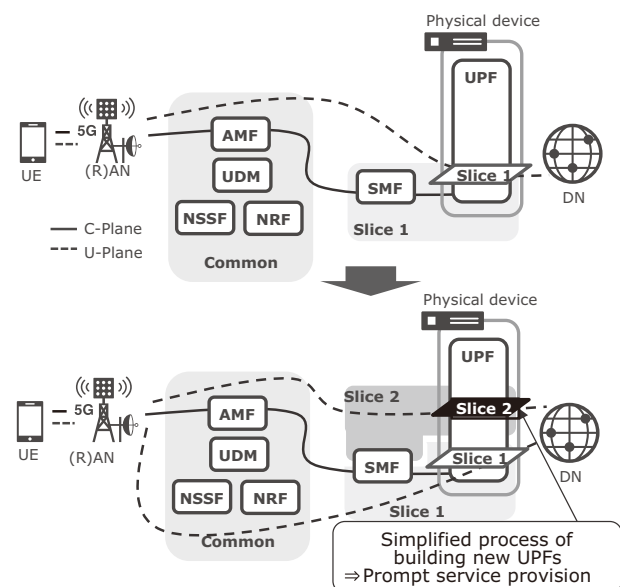 Physical device
UPF
5G
AMF
UE
(R)AN
UDM
SMF
Slice 1
DN
NSSF
NRF
Slice 1
C-Plane
U-Plane
Common
Physical device
UPF
Slice 2
5G
AMF
Slice 2
UE
(R)AN
UDM
SMF
Slice 1
DN
NSSF
NRF
Slice 1
Common
Simplified process of
building new UPFs
⇒Prompt service provision